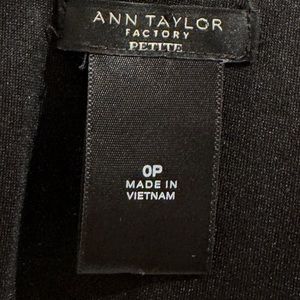 ANN TAYLOR
FACTORY
PETITE
0P
MADE IN
VIETNAM